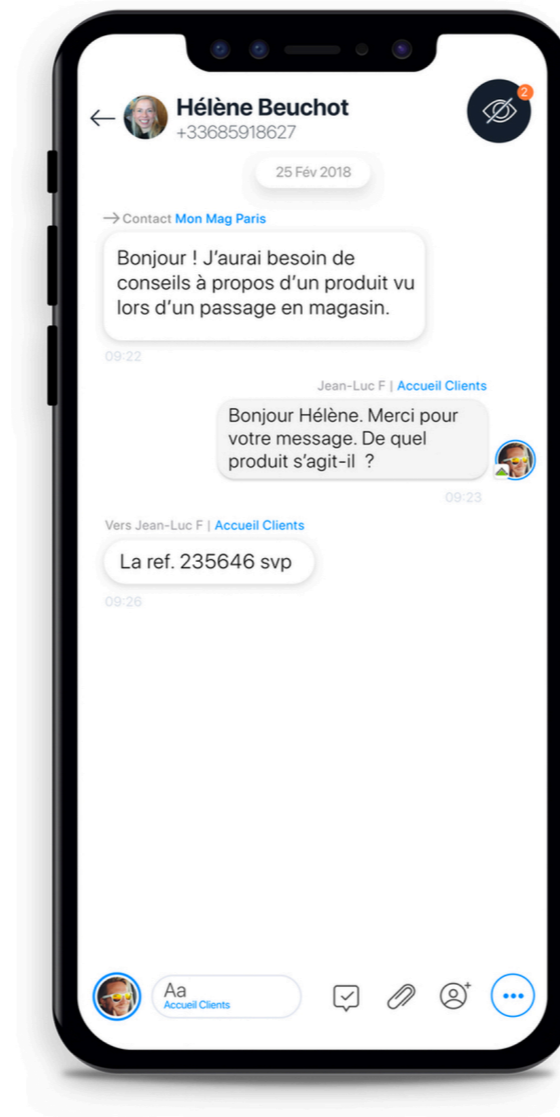 Hélène Beuchot
2
+33685918627
25 Fév 2018
→ Contact Mon Mag Paris
Bonjour ! J'aurai besoin de
conseils à propos d'un produit vu
lors d'un passage en magasin.
09:22
Jean-Luc F | Accueil Clients
Bonjour Hélène. Merci pour
votre message. De quel
produit s'agit-il  ?
09:23
Vers Jean-Luc F | Accueil Clients
La ref. 235646 svp
09:26
Aa
Accueil Clients